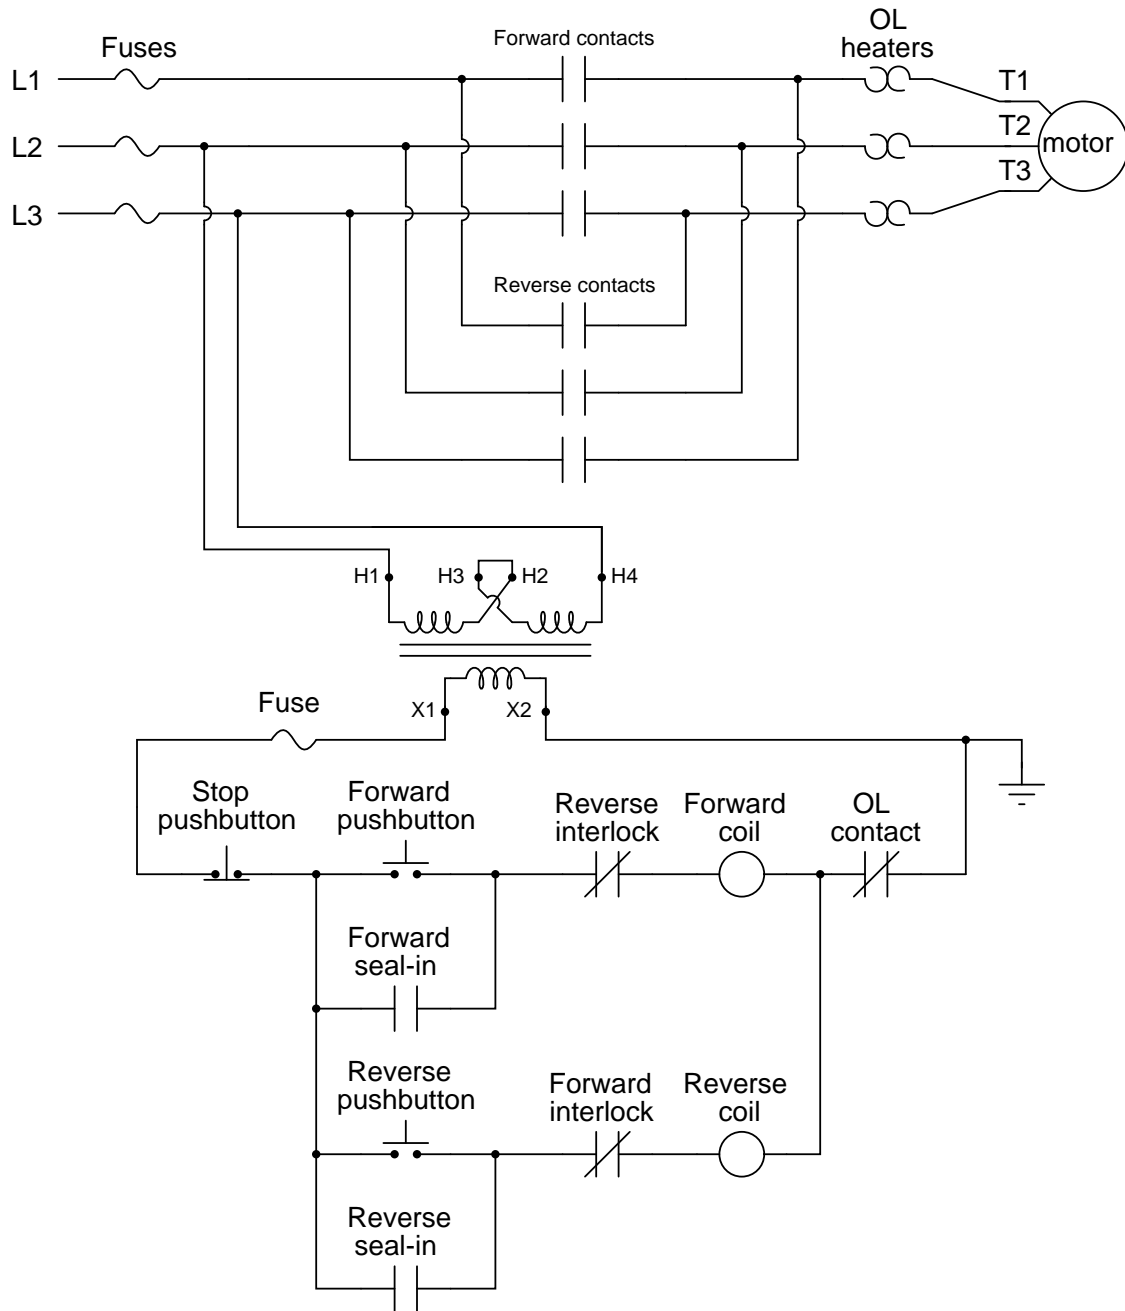 Fuses
Forward contacts
OL
heaters
L1
T1
L2
T2
motor
L3
T3
Reverse contacts
H1
H3
H2
H4
Fuse
X1
X2
Stop
pushbutton
Forward
pushbutton
Reverse
interlock
Forward
coil
OL
contact
Forward
seal-in
Reverse
pushbutton
Forward
interlock
Reverse
coil
Reverse
seal-in